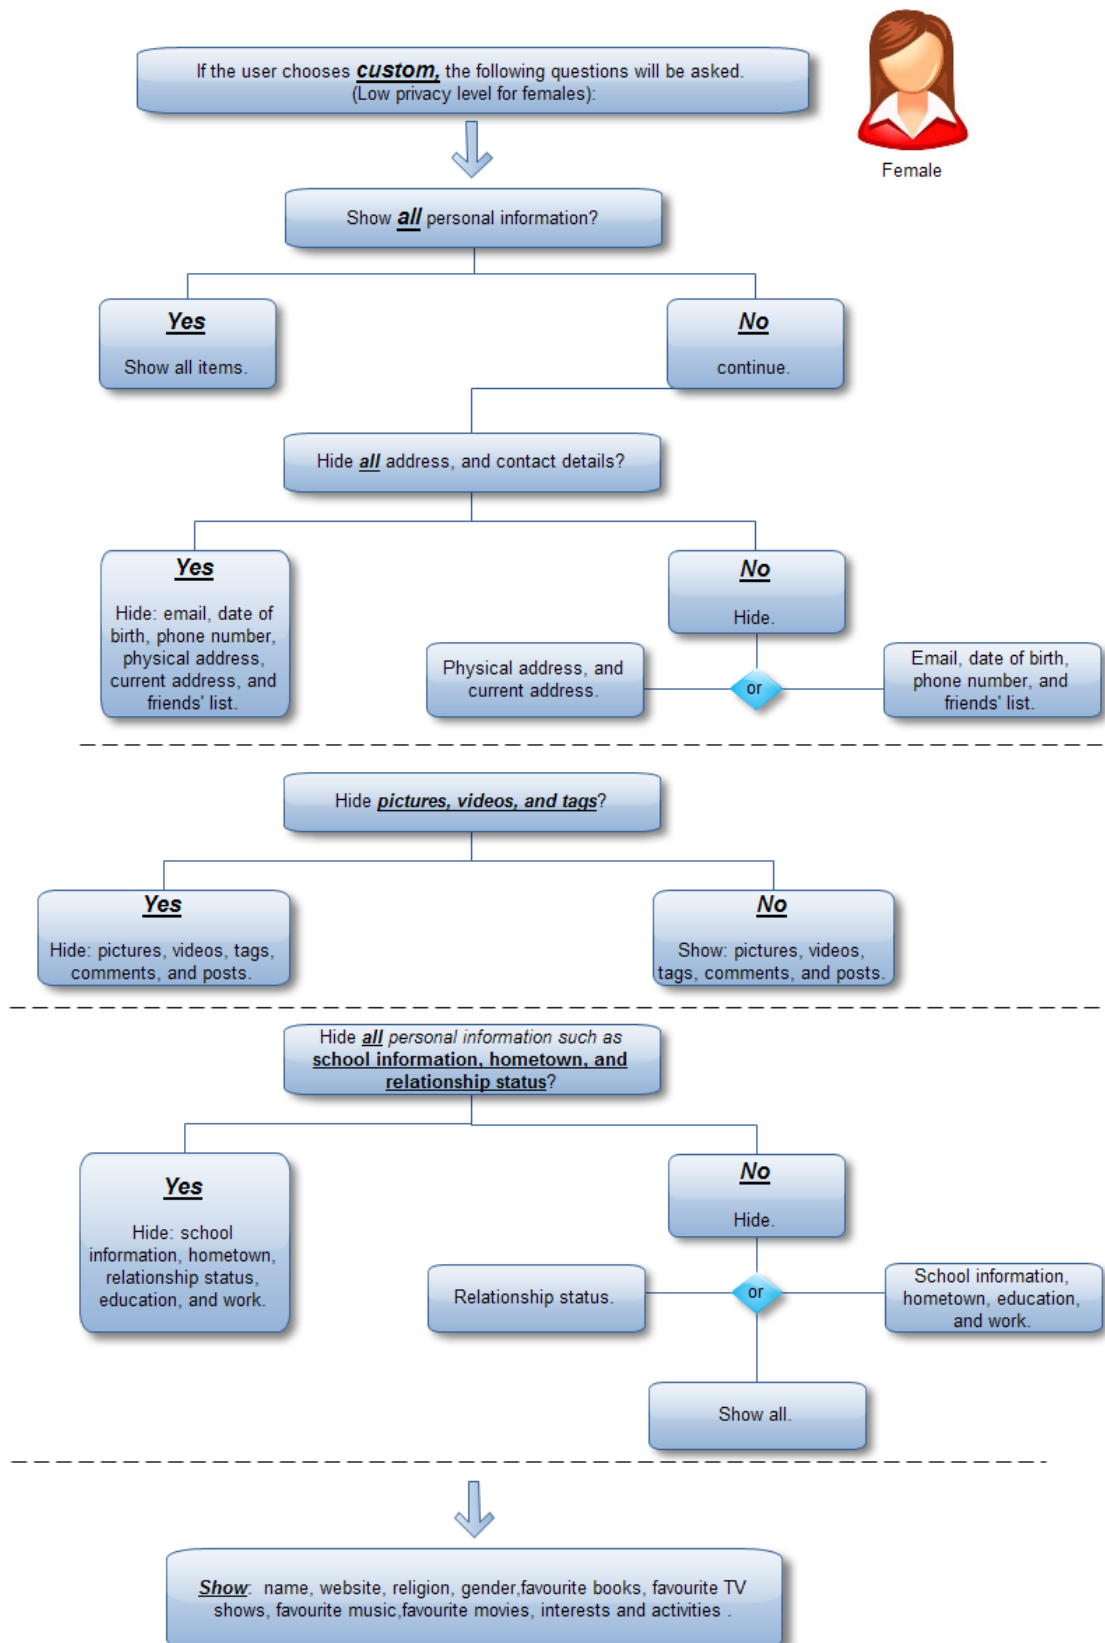 If the user chooses custom, the following questions will be asked.
(Low privacy level for females):
Female
Show all personal information?
Yes
Show all items.
No
continue.
Hide all address, and contact details?
Yes
Hide: email, date of
birth, phone number,
physical address,
current address, and
friends' list.
No
Hide.
Physical address, and
current address.
or
Email, date of birth,
phone number, and
friends' list.
Hide pictures, videos, and tags?
Yes
Hide: pictures, videos, tags,
comments, and posts.
No
Show: pictures, videos,
tags, comments, and posts.
Hide all personal information such as
school information, hometown, and
relationship status?
Yes
Hide: school
information, hometown,
relationship status,
education, and work.
No
Hide.
Relationship status.
or
School information,
hometown, education,
and work.
Show all.
Show: name, website, religion, gender,favourite books, favourite TV
shows, favourite music,favourite movies, interests and activities .